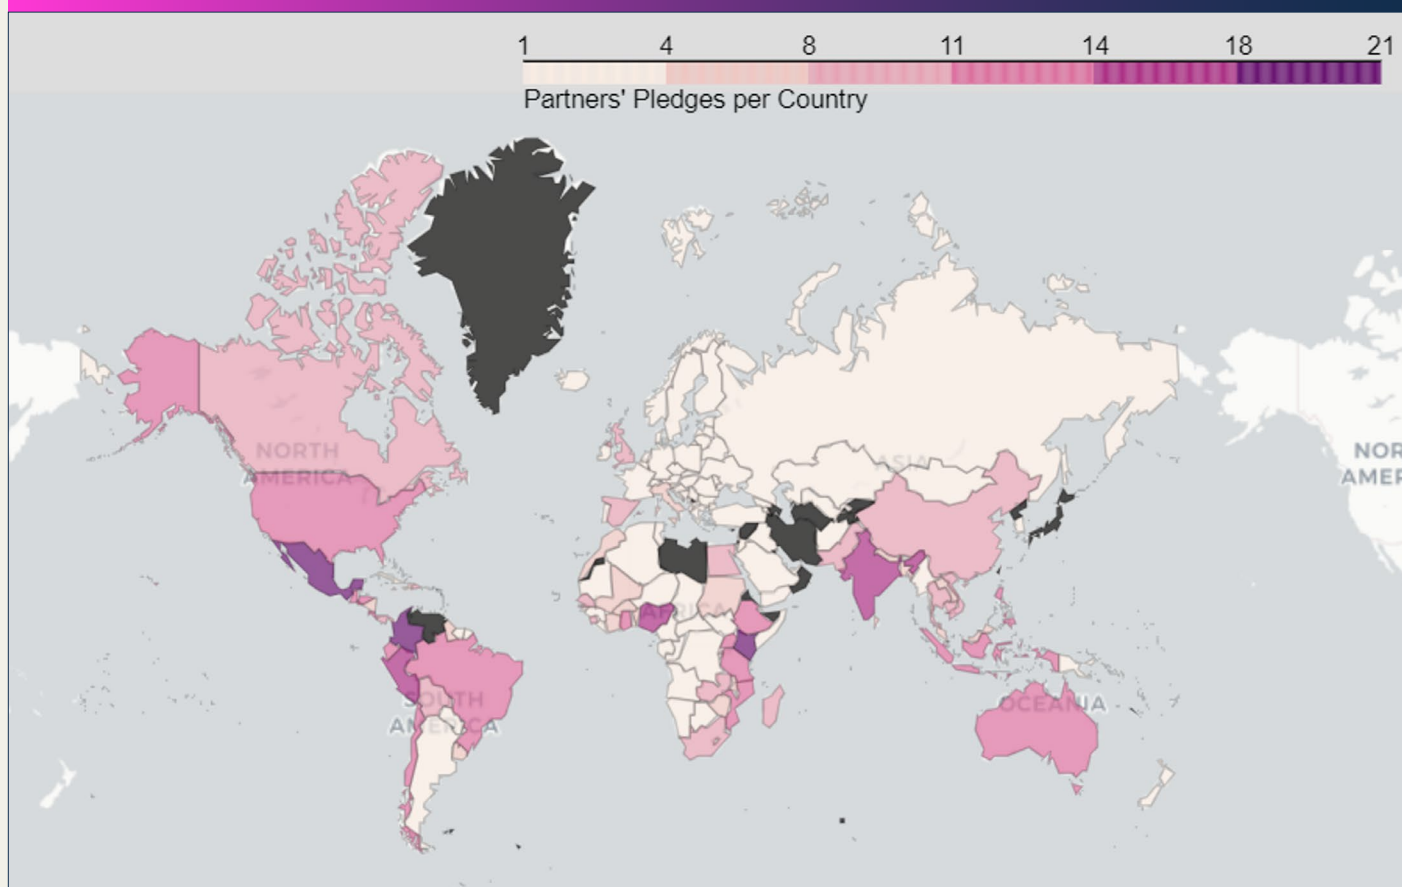 1 4 8 11 14 18 21
Partners' Pledges per Country
NORTH
AMERICA
ASIA
NOR
AMER
AFRICA
SOUTH
AMERICA
OCEANIA